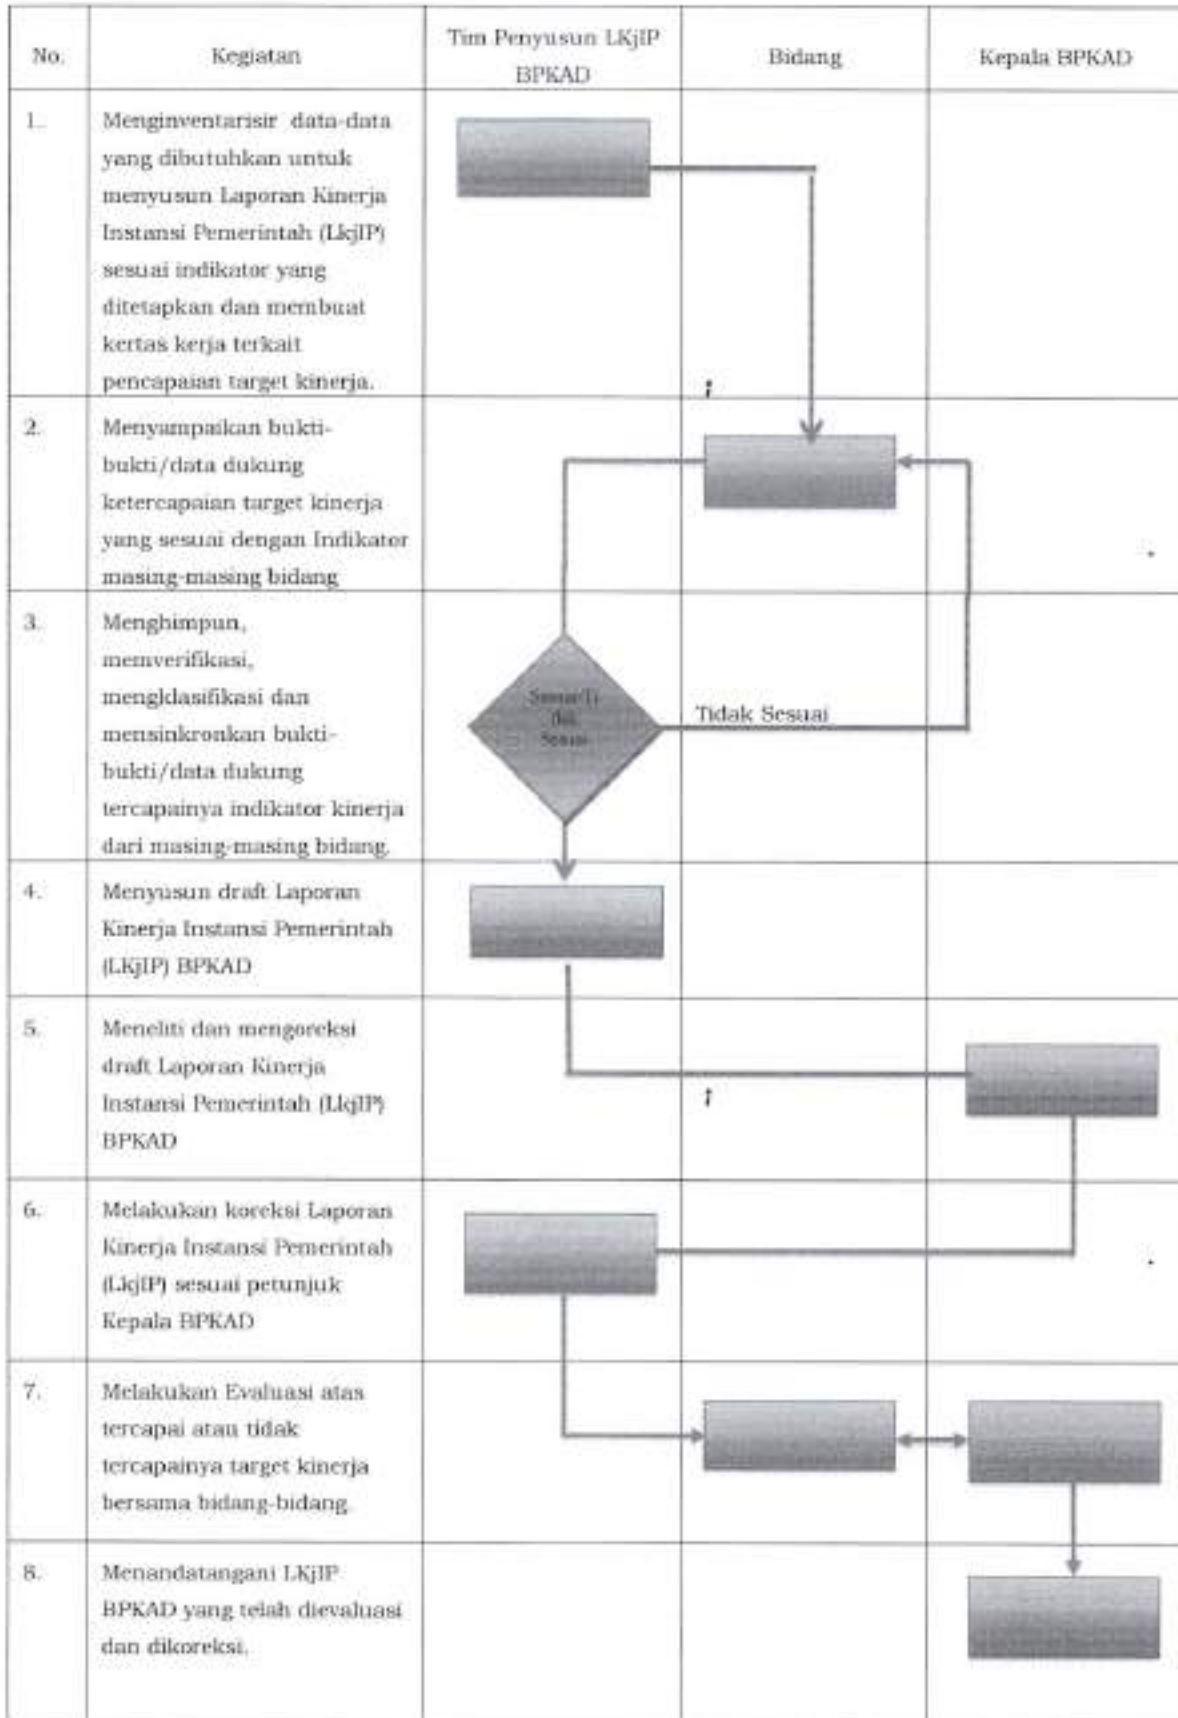 No.
Kegiatan
Tim Penyusun LKjIP
BPKAD
Bidang
Kepala BPKAD
1.
Menginventarisir data-data
yang dibutuhkan untuk
menyusun Laporan Kinerja
Instansi Pemerintah (LkjIP)
sesuai indikator yang
ditetapkan dan membuat
kertas kerja terkait
pencapaian target kinerja.
2.
Menyampaikan bukti-
bukti/data dukung
ketercapaian target kinerja
yang sesuai dengan Indikator
masing-masing bidang
3.
Menghimpun,
memverifikasi,
mengklasifikasi dan
mensinkronkan bukti-
bukti/data dukung
tercapainya indikator kinerja
dari masing-masing bidang.
Sesuai/Ti
dak
Sesuai
Tidak Sesuai
4.
Menyusun draft Laporan
Kinerja Instansi Pemerintah
(LKjIP) BPKAD
5.
Meneliti dan mengoreksi
draft Laporan Kinerja
Instansi Pemerintah (LkjIP)
BPKAD
6.
Melakukan koreksi Laporan
Kinerja Instansi Pemerintah
(LkjIP) sesuai petunjuk
Kepala BPKAD
7.
Melakukan Evaluasi atas
tercapai atau tidak
tercapainya target kinerja
bersama bidang-bidang.
8.
Menandatangani LKjIP
BPKAD yang telah dievaluasi
dan dikoreksi.